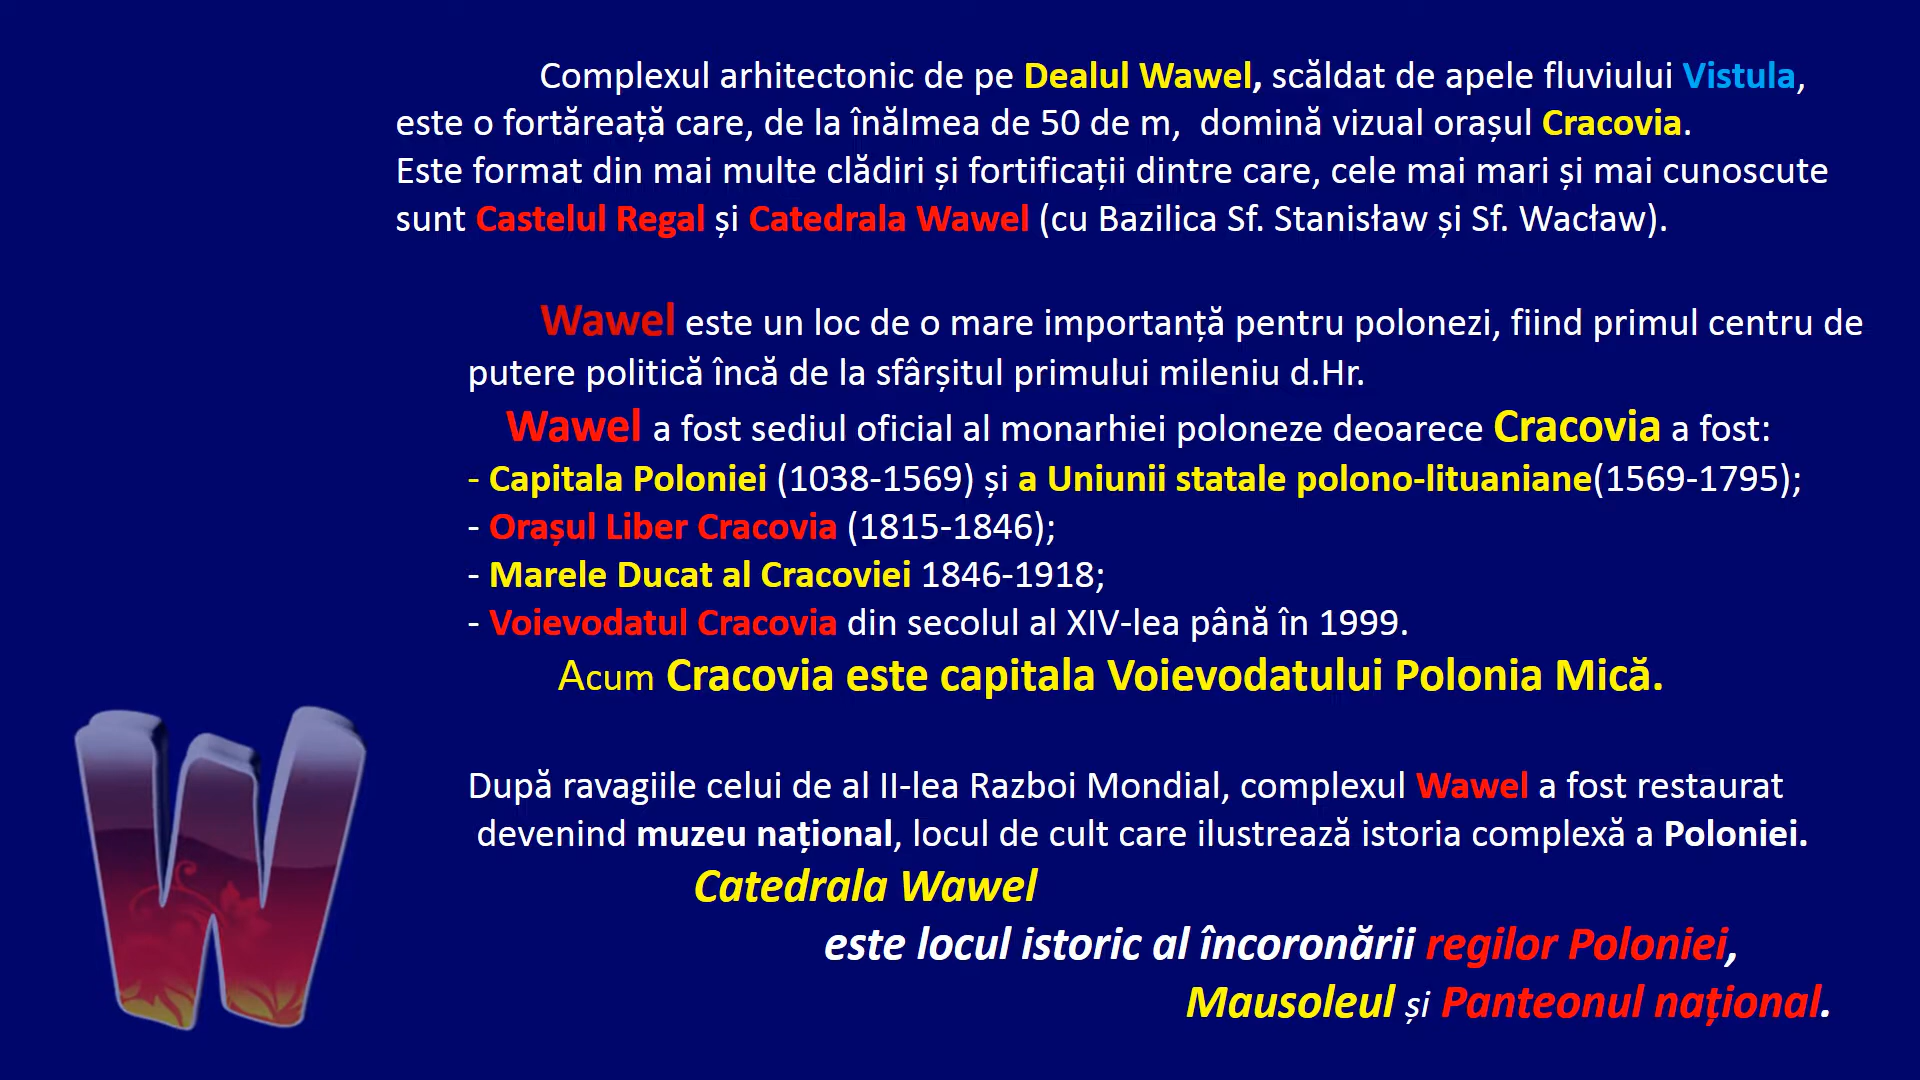 Complexul arhitectonic de pe Dealul Wawel, scăldat de apele fluviului Vistula,
este o fortăreață care, de la înălmea de 50 de m,  domină vizual orașul Cracovia.
Este format din mai multe clădiri și fortificații dintre care, cele mai mari și mai cunoscute
sunt Castelul Regal și Catedrala Wawel (cu Bazilica Sf. Stanisław și Sf. Wacław).
Wawel este un loc de o mare importanță pentru polonezi, fiind primul centru de
putere politică încă de la sfârșitul primului mileniu d.Hr.
Wawel a fost sediul oficial al monarhiei poloneze deoarece Cracovia a fost:
- Capitala Poloniei (1038-1569) și a Uniunii statale polono-lituaniane(1569-1795);
- Orașul Liber Cracovia (1815-1846);
- Marele Ducat al Cracoviei 1846-1918;
- Voievodatul Cracovia din secolul al XIV-lea până în 1999.
Acum Cracovia este capitala Voievodatului Polonia Mică.
După ravagiile celui de al II-lea Razboi Mondial, complexul Wawel a fost restaurat
devenind muzeu național, locul de cult care ilustrează istoria complexă a Poloniei.
Catedrala Wawel
este locul istoric al încoronării regilor Poloniei,
Mausoleul și Panteonul național.
W